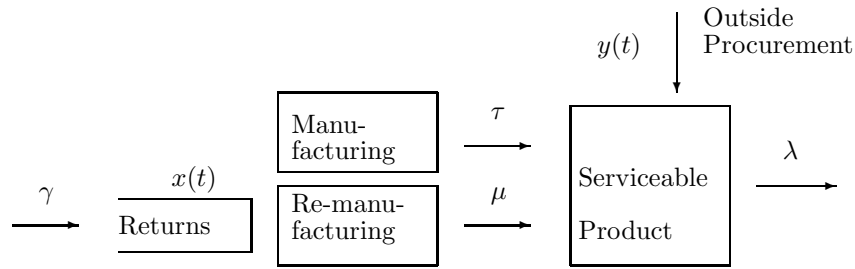 Outside
y(t)
Procurement
Manu-
facturing
τ
λ
x(t)
Serviceable
γ
Re-manu-
facturing
μ
Returns
Product